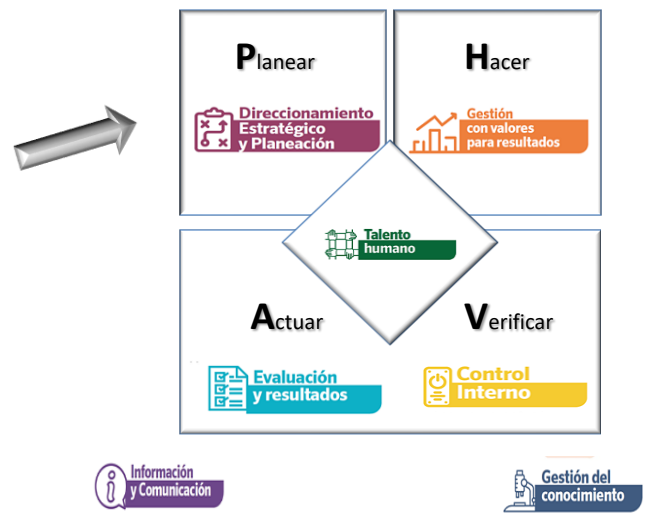 Planear
Direccionamiento
Estratégico
y Planeación
Hacer
Gestión
con valores
para resultados
Talento
humano
Actuar
Evaluación
y resultados
Verificar
Control
Interno
Información
y Comunicación
Gestión del
conocimiento